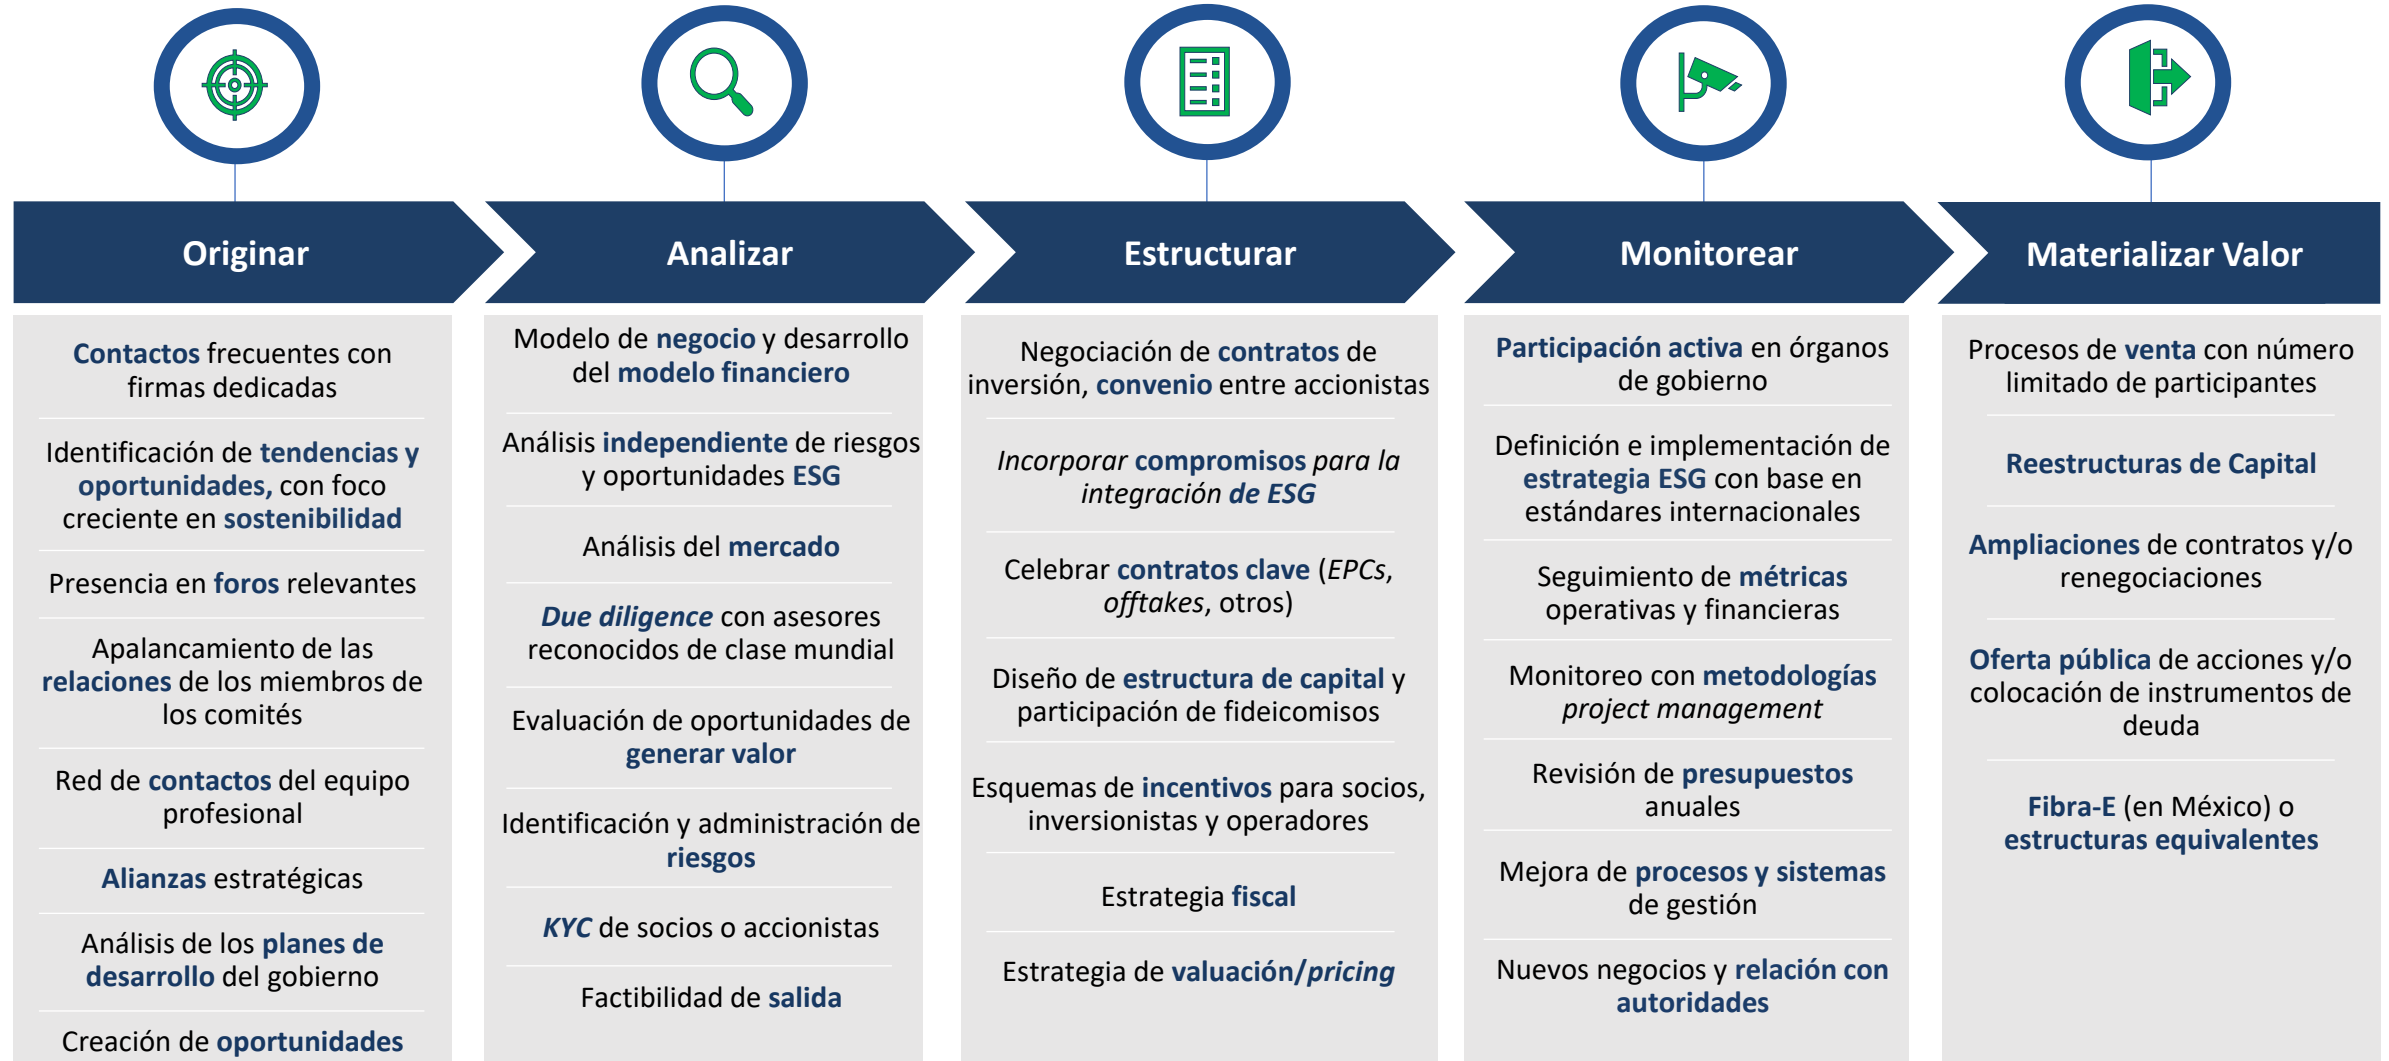 Originar
Contactos frecuentes con
firmas dedicadas
Identificación de tendencias y
oportunidades, con foco
creciente en sostenibilidad
Presencia en foros relevantes
Apalancamiento de las
relaciones de los miembros de
los comités
Red de contactos del equipo
profesional
Alianzas estratégicas
Análisis de los planes de
desarrollo del gobierno
Creación de oportunidades
Analizar
Modelo de negocio y desarrollo
del modelo financiero
Análisis independiente de riesgos
y oportunidades ESG
Análisis del mercado
Due diligence con asesores
reconocidos de clase mundial
Evaluación de oportunidades de
generar valor
Identificación y administración de
riesgos
KYC de socios o accionistas
Factibilidad de salida
Estructurar
Negociación de contratos de
inversión, convenio entre accionistas
Incorporar compromisos para la
integración de ESG
Celebrar contratos clave (EPCs,
offtakes, otros)
Diseño de estructura de capital y
participación de fideicomisos
Esquemas de incentivos para socios,
inversionistas y operadores
Estrategia fiscal
Estrategia de valuación/pricing
Monitorear
Participación activa en órganos
de gobierno
Definición e implementación de
estrategia ESG con base en
estándares internacionales
Seguimiento de métricas
operativas y financieras
Monitoreo con metodologías
project management
Revisión de presupuestos
anuales
Mejora de procesos y sistemas
de gestión
Nuevos negocios y relación con
autoridades
Materializar Valor
Procesos de venta con número
limitado de participantes
Reestructuras de Capital
Ampliaciones de contratos y/o
renegociaciones
Oferta pública de acciones y/o
colocación de instrumentos de
deuda
Fibra-E (en México) o
estructuras equivalentes